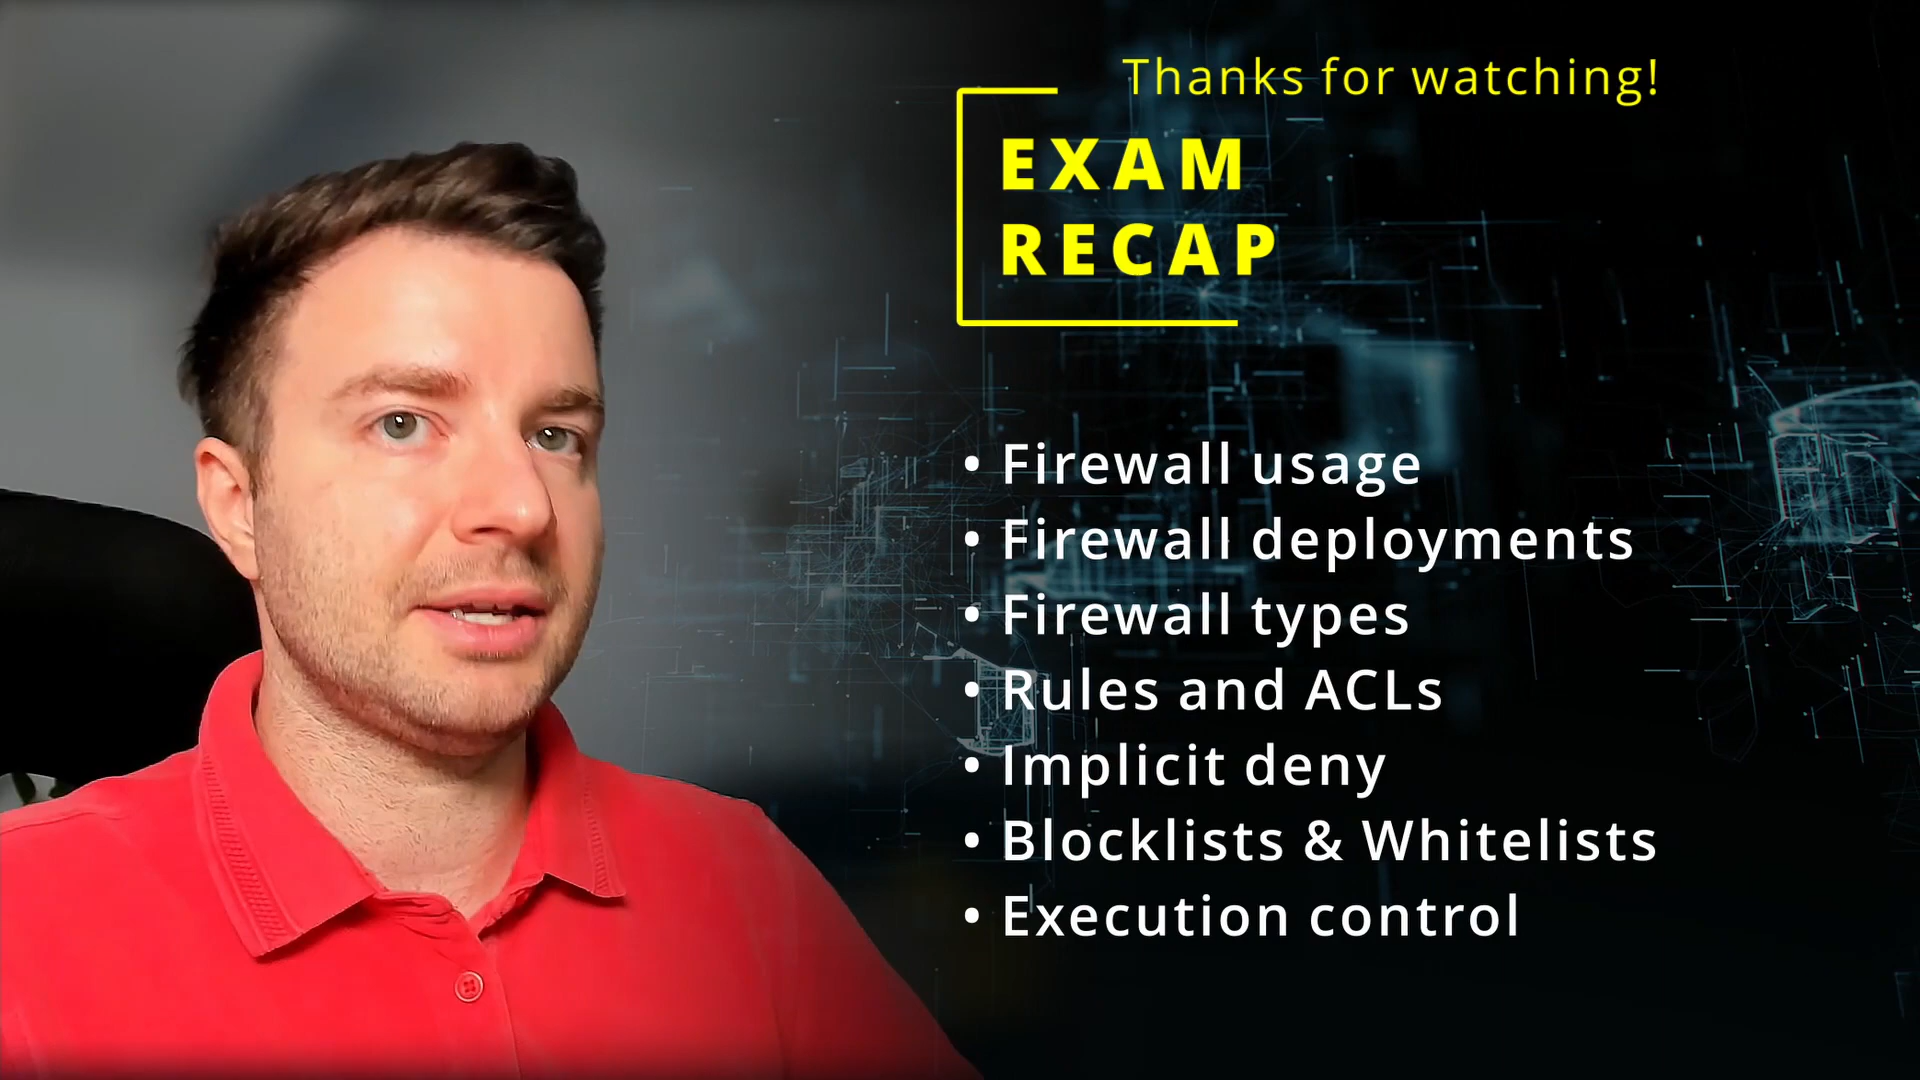 Thanks for watching!
EXAM
RECAP
• Firewall usage
• Firewall deployments
• Firewall types
• Rules and ACLs
• Implicit deny
• Blocklists & Whitelists
• Execution control